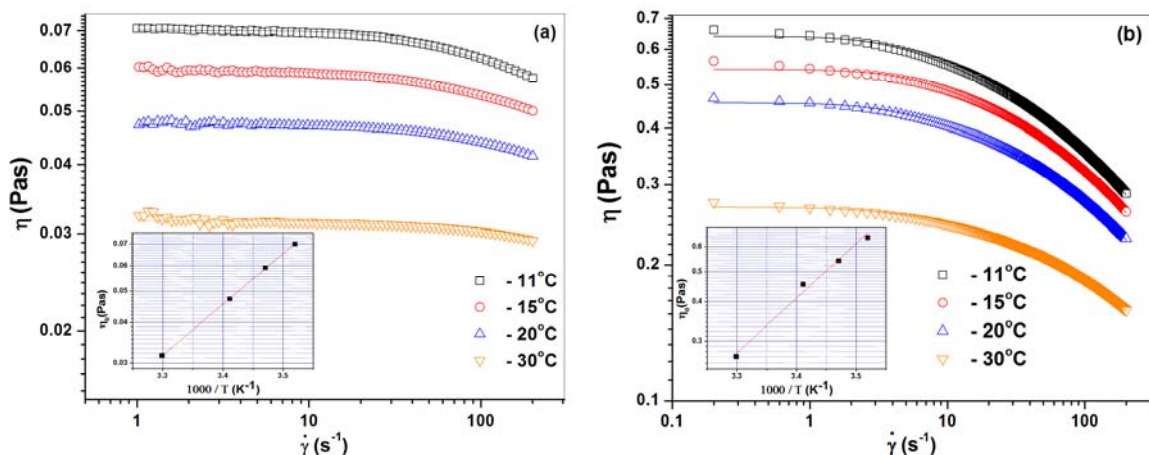 (a)
η (Pas)
0.07
0.06
0.05
0.04
0.03
0.02
- 11°C
- 15°C
- 20°C
- 30°C
η₀(Pas)
0.07
0.06
0.05
0.04
0.03
3.3 3.4 3.5
1000 / T (K⁻¹)
1 10 100
γ̇ (s⁻¹)
(b)
η (Pas)
0.7
0.6
0.5
0.4
0.3
0.2
0.1
- 11°C
- 15°C
- 20°C
- 30°C
η₀(Pas)
0.6
0.5
0.4
0.3
3.3 3.4 3.5
1000 / T (K⁻¹)
0.1 1 10 100
γ̇ (s⁻¹)